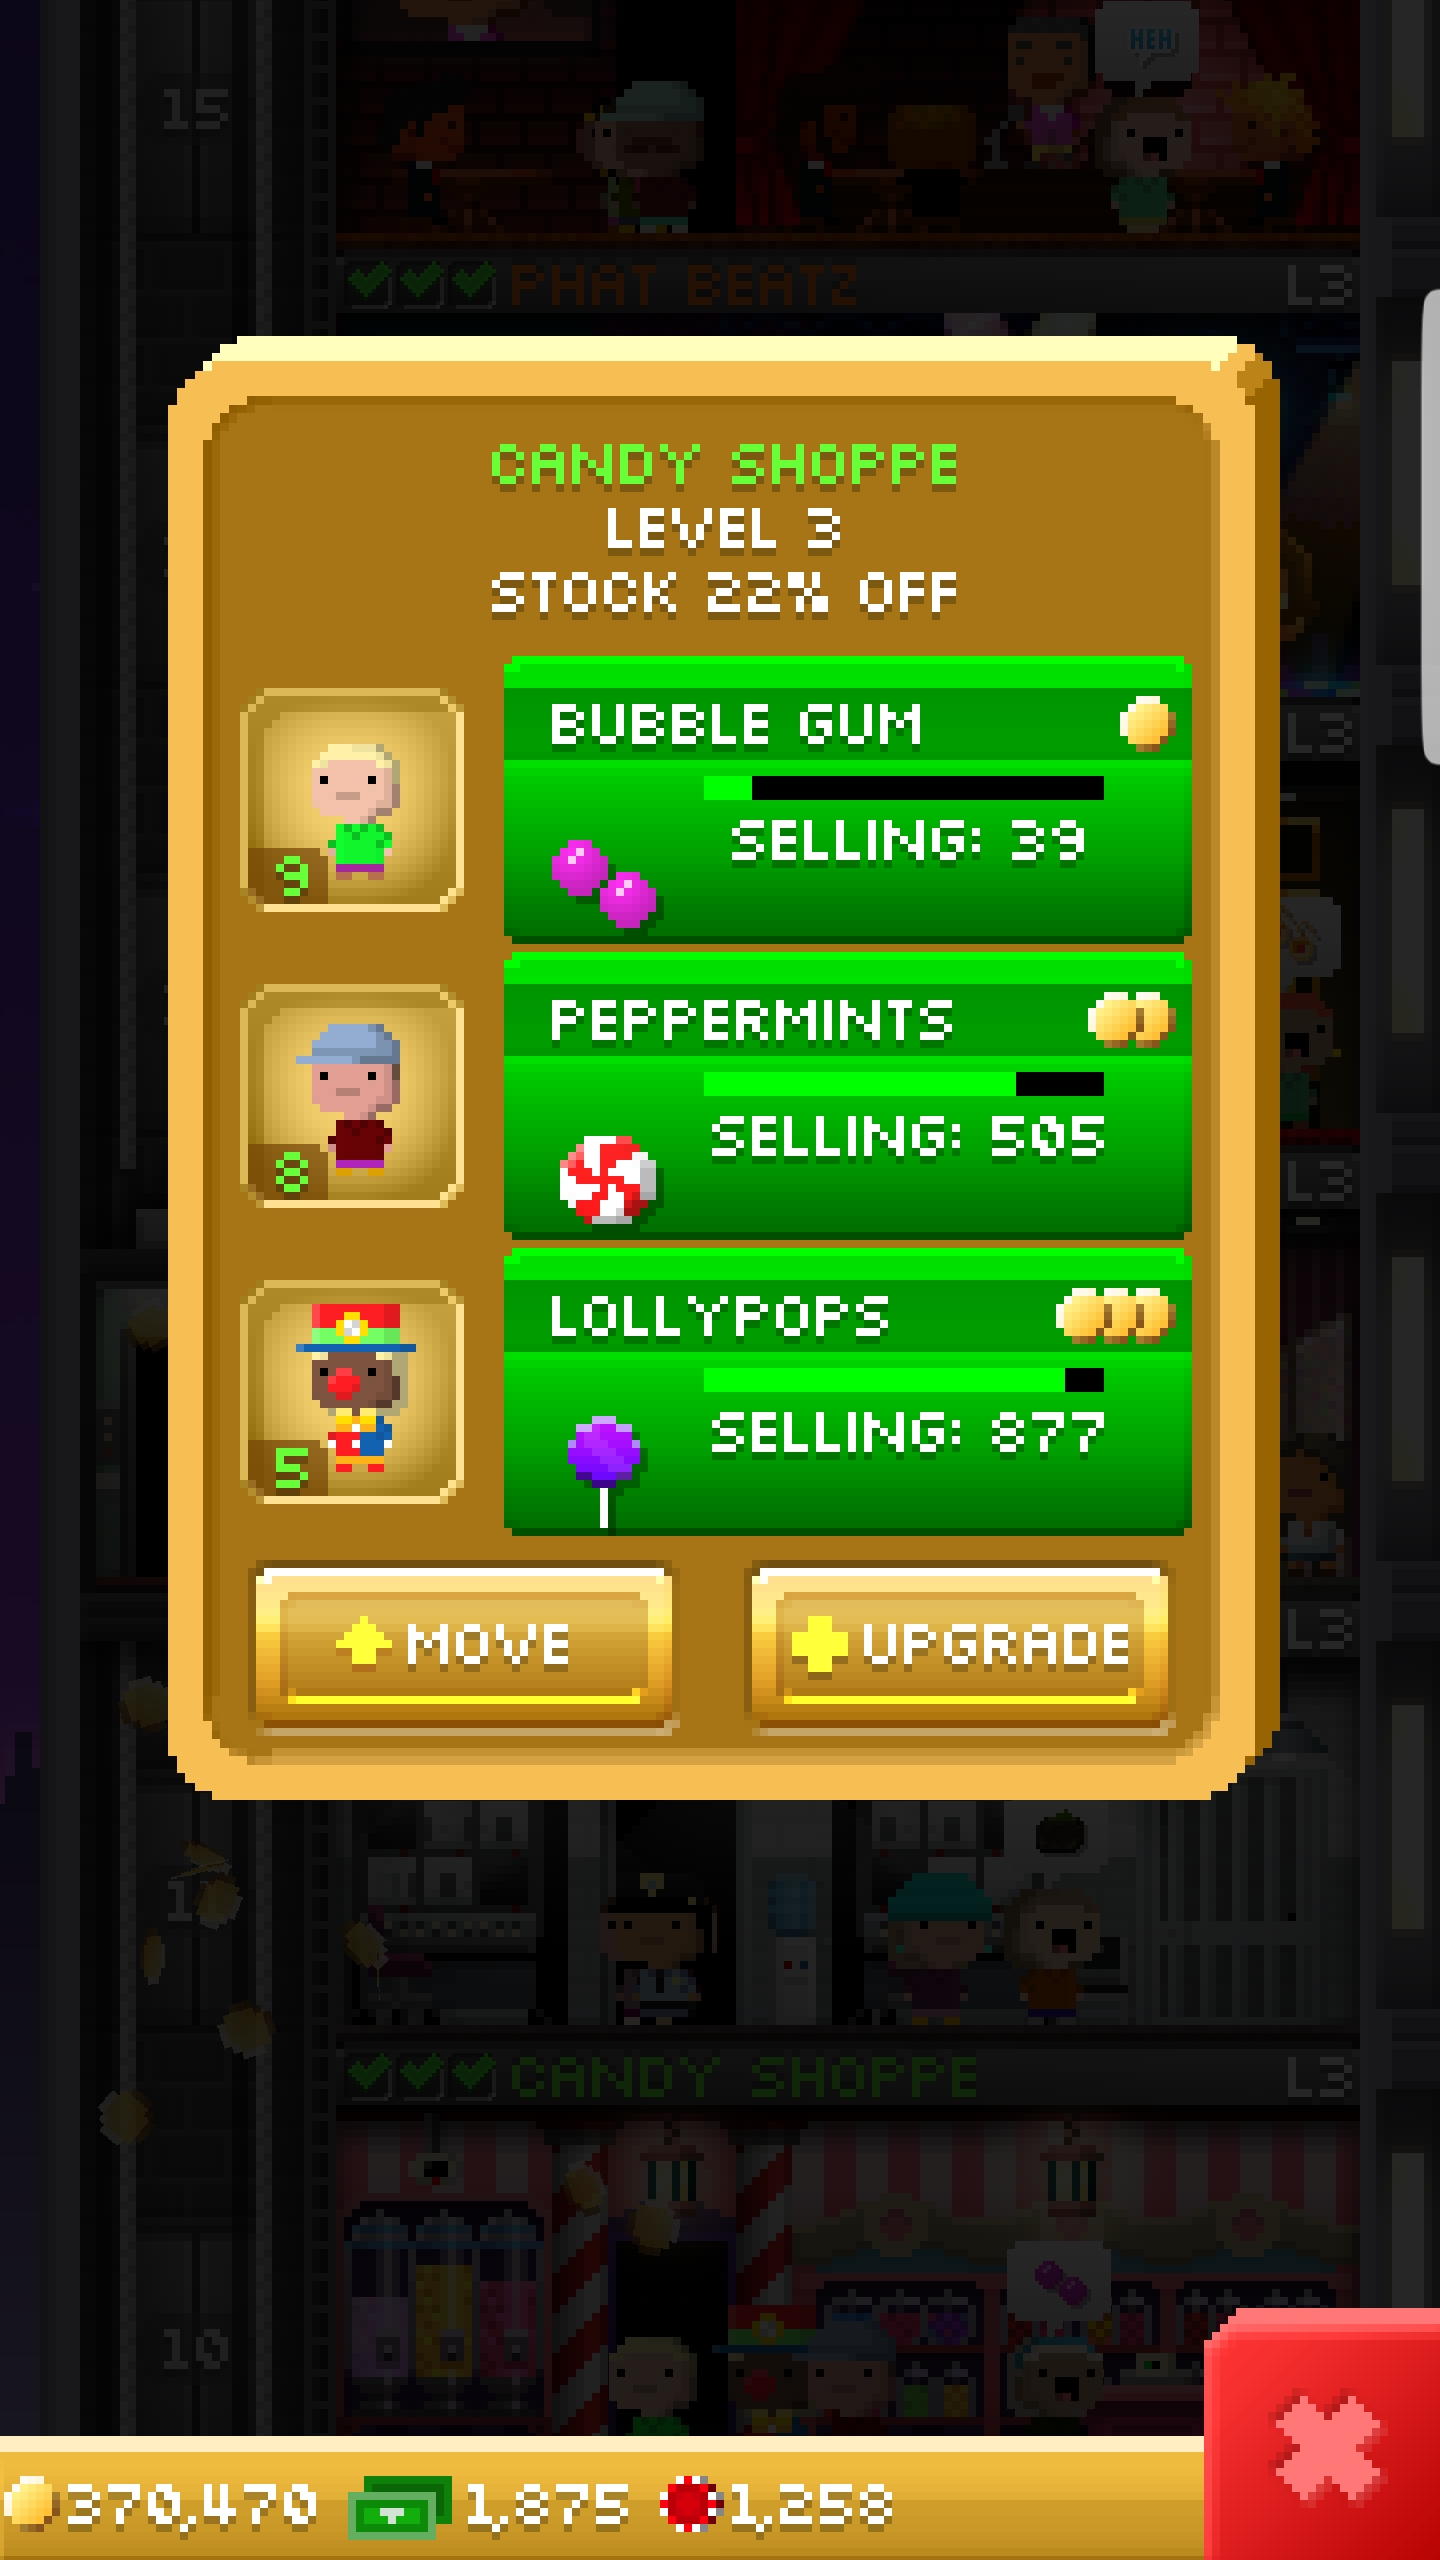 HEH
15
PHAT BEATZ L3
CANDY SHOPPE
LEVEL 3
STOCK 22% OFF
L3
BUBBLE GUM
SELLING: 39
9
PEPPERMINTS
SELLING: 505
8
L3
LOLLYPOPS
SELLING: 877
5
L3
MOVE
UPGRADE
CANDY SHOPPE L3
10
370,470 1,875 1,258